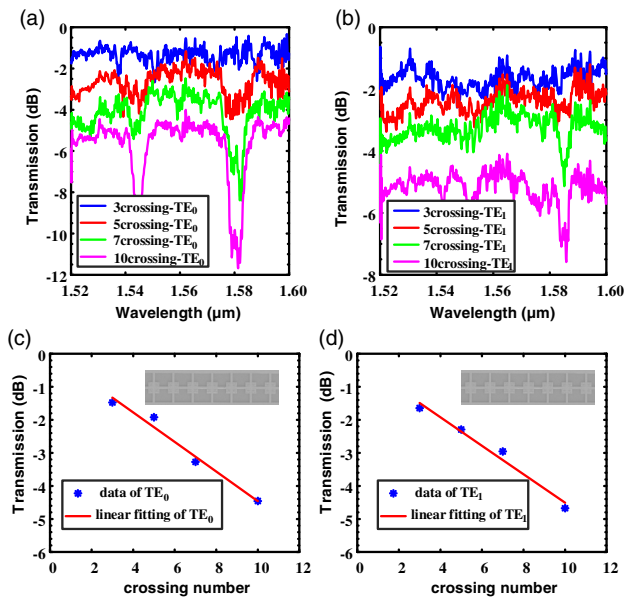 (a)
0
-2
-4
-6
-8
-10
-12
Transmission (dB)
3crossing-TE₀
5crossing-TE₀
7crossing-TE₀
10crossing-TE₀
1.52 1.54 1.56 1.58 1.60
Wavelength (μm)
(b)
0
-2
-4
-6
-8
Transmission (dB)
3crossing-TE₁
5crossing-TE₁
7crossing-TE₁
10crossing-TE₁
1.52 1.54 1.56 1.58 1.60
Wavelength (μm)
(c)
0
-1
-2
-3
-4
-5
-6
Transmission (dB)
data of TE₀
linear fitting of TE₀
0 2 4 6 8 10 12
crossing number
(d)
0
-1
-2
-3
-4
-5
-6
Transmission (dB)
data of TE₁
linear fitting of TE₁
0 2 4 6 8 10 12
crossing number